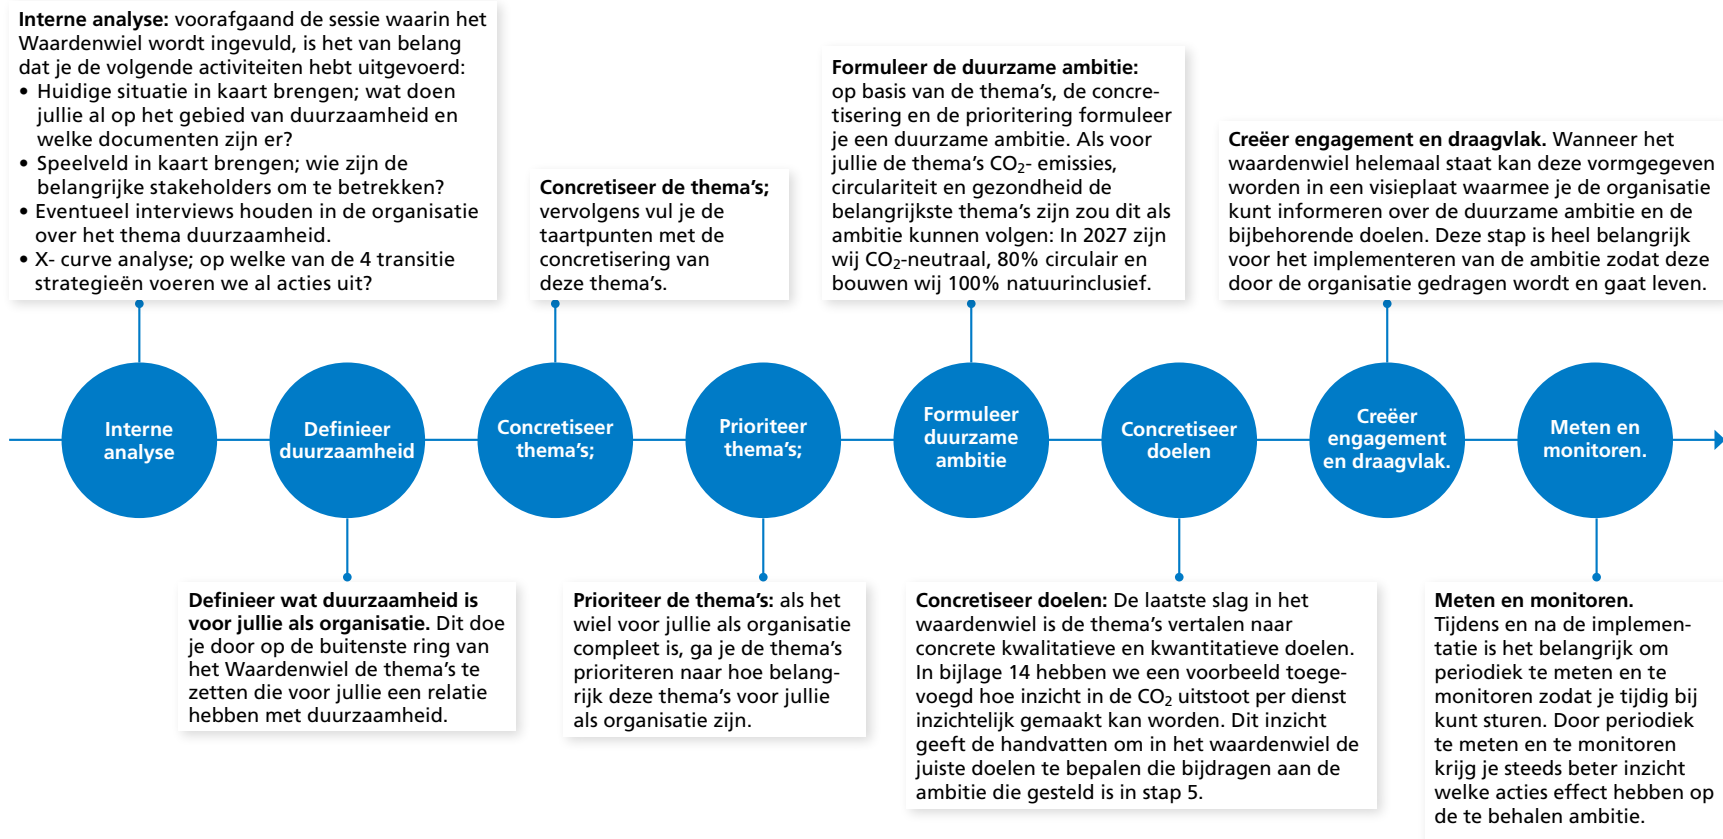 Interne analyse: voorafgaand de sessie waarin het
Waardenwiel wordt ingevuld, is het van belang
dat je de volgende activiteiten hebt uitgevoerd:
• Huidige situatie in kaart brengen; wat doen
jullie al op het gebied van duurzaamheid en
welke documenten zijn er?
• Speelveld in kaart brengen; wie zijn de
belangrijke stakeholders om te betrekken?
• Eventueel interviews houden in de organisatie
over het thema duurzaamheid.
• X- curve analyse; op welke van de 4 transitie
strategieën voeren we al acties uit?
Concretiseer de thema's;
vervolgens vul je de
taartpunten met de
concretisering van
deze thema's.
Formuleer de duurzame ambitie:
op basis van de thema's, de concre-
tisering en de prioritering formuleer
je een duurzame ambitie. Als voor
jullie de thema's CO₂- emissies,
circulariteit en gezondheid de
belangrijkste thema's zijn zou dit als
ambitie kunnen volgen: In 2027 zijn
wij CO₂-neutraal, 80% circulair en
bouwen wij 100% natuurinclusief.
Creëer engagement en draagvlak. Wanneer het
waardenwiel helemaal staat kan deze vormgegeven
worden in een visieplaat waarmee je de organisatie
kunt informeren over de duurzame ambitie en de
bijbehorende doelen. Deze stap is heel belangrijk
voor het implementeren van de ambitie zodat deze
door de organisatie gedragen wordt en gaat leven.
Interne
analyse
Definieer
duurzaamheid
Concretiseer
thema's;
Prioriteer
thema's;
Formuleer
duurzame
ambitie
Concretiseer
doelen
Creëer
engagement
en draagvlak.
Meten en
monitoren.
Definieer wat duurzaamheid is
voor jullie als organisatie. Dit doe
je door op de buitenste ring van
het Waardenwiel de thema's te
zetten die voor jullie een relatie
hebben met duurzaamheid.
Prioriteer de thema's: als het
wiel voor jullie als organisatie
compleet is, ga je de thema's
prioriteren naar hoe belang-
rijk deze thema's voor jullie
als organisatie zijn.
Concretiseer doelen: De laatste slag in het
waardenwiel is de thema's vertalen naar
concrete kwalitatieve en kwantitatieve doelen.
In bijlage 14 hebben we een voorbeeld toege-
voegd hoe inzicht in de CO₂ uitstoot per dienst
inzichtelijk gemaakt kan worden. Dit inzicht
geeft de handvatten om in het waardenwiel de
juiste doelen te bepalen die bijdragen aan de
ambitie die gesteld is in stap 5.
Meten en monitoren.
Tijdens en na de implemen-
tatie is het belangrijk om
periodiek te meten en te
monitoren zodat je tijdig bij
kunt sturen. Door periodiek
te meten en te monitoren
krijg je steeds beter inzicht
welke acties effect hebben op
de te behalen ambitie.